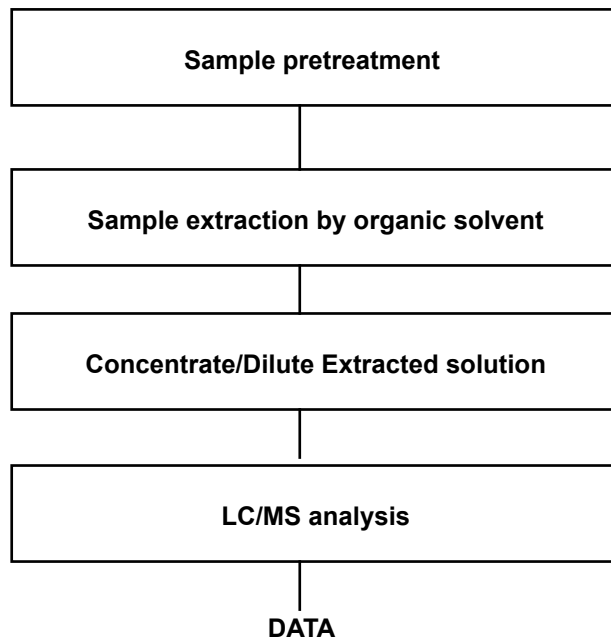 Sample pretreatment
Sample extraction by organic solvent
Concentrate/Dilute Extracted solution
LC/MS analysis
DATA